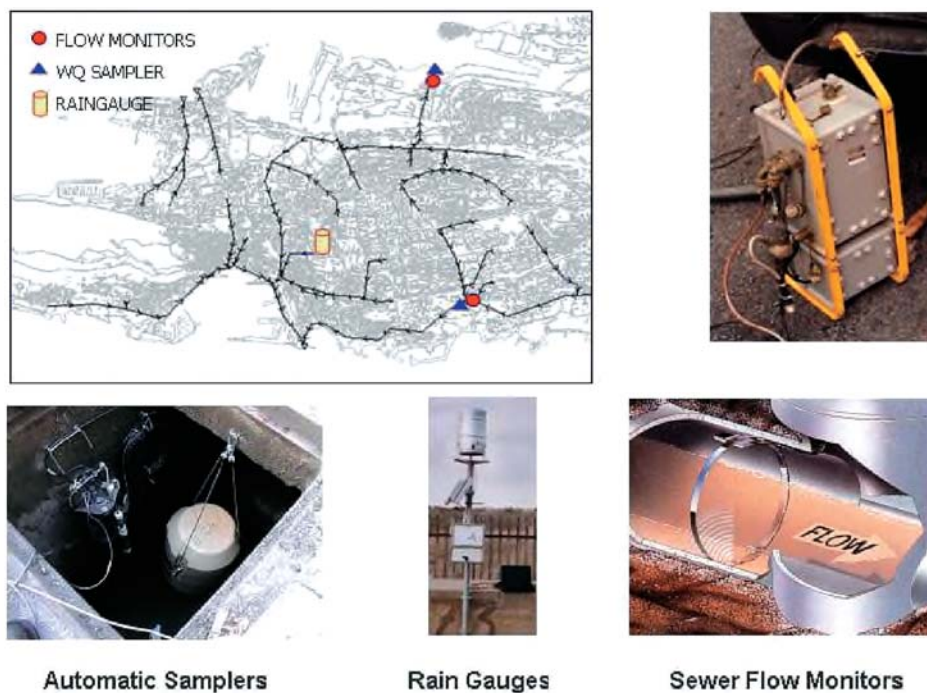 FLOW MONITORS
WQ SAMPLER
RAINGAUGE
FLOW
Automatic Samplers
Rain Gauges
Sewer Flow Monitors